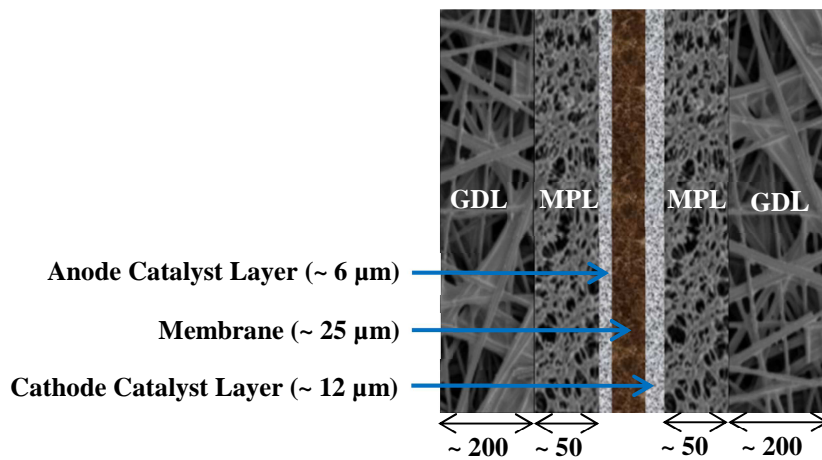 GDL MPL MPL GDL
Anode Catalyst Layer (~ 6 µm)
Membrane (~ 25 µm)
Cathode Catalyst Layer (~ 12 µm)
~ 200 ~ 50 ~ 50 ~ 200